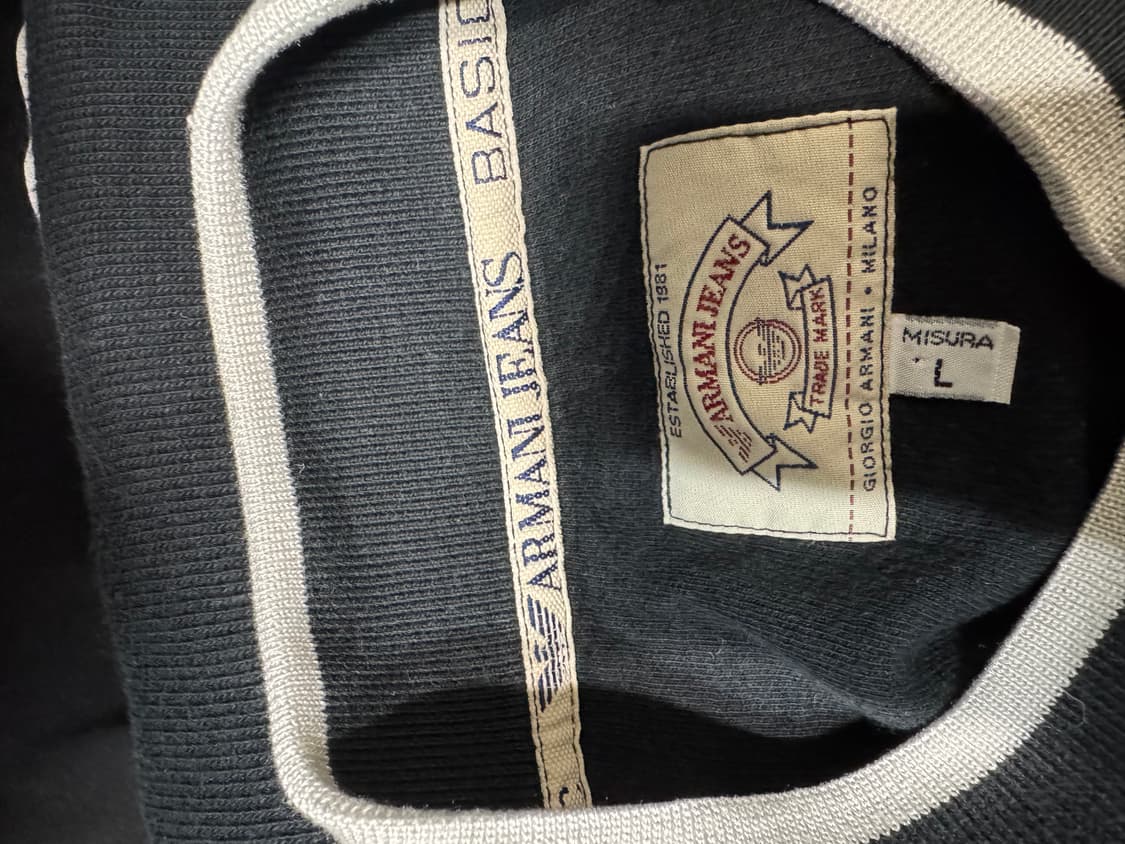 ARMANI JEANS BASIC
ESTABLISHED 1981
ARMANI JEANS
TRADE MARK
GIORGIO ARMANI • MILANO
MISURA
L